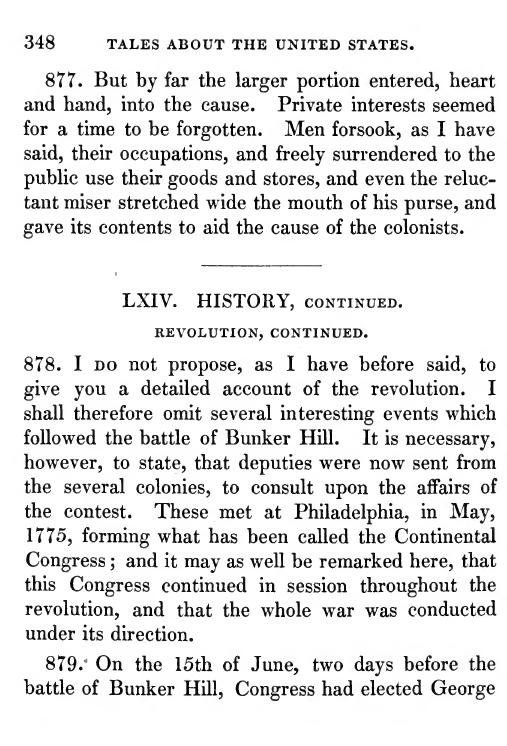 348 TALES ABOUT THE UNITED STATES.
877. But by far the larger portion entered, heart
and hand, into the cause. Private interests seemed
for a time to be forgotten. Men forsook, as I have
said, their occupations, and freely surrendered to the
public use their goods and stores, and even the reluc-
tant miser stretched wide the mouth of his purse, and
gave its contents to aid the cause of the colonists.
LXIV. HISTORY, CONTINUED.
REVOLUTION, CONTINUED.
878. I DO not propose, as I have before said, to
give you a detailed account of the revolution. I
shall therefore omit several interesting events which
followed the battle of Bunker Hill. It is necessary,
however, to state, that deputies were now sent from
the several colonies, to consult upon the affairs of
the contest. These met at Philadelphia, in May,
1775, forming what has been called the Continental
Congress; and it may as well be remarked here, that
this Congress continued in session throughout the
revolution, and that the whole war was conducted
under its direction.
879. On the 15th of June, two days before the
battle of Bunker Hill, Congress had elected George